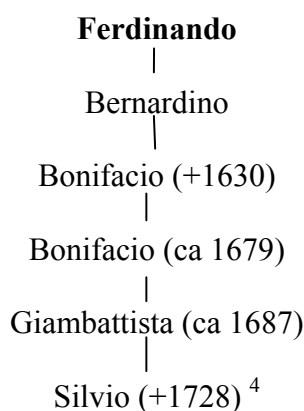 Ferdinando
Bernardino
Bonifacio (+1630)
Bonifacio (ca 1679)
Giambattista (ca 1687)
Silvio (+1728) 4